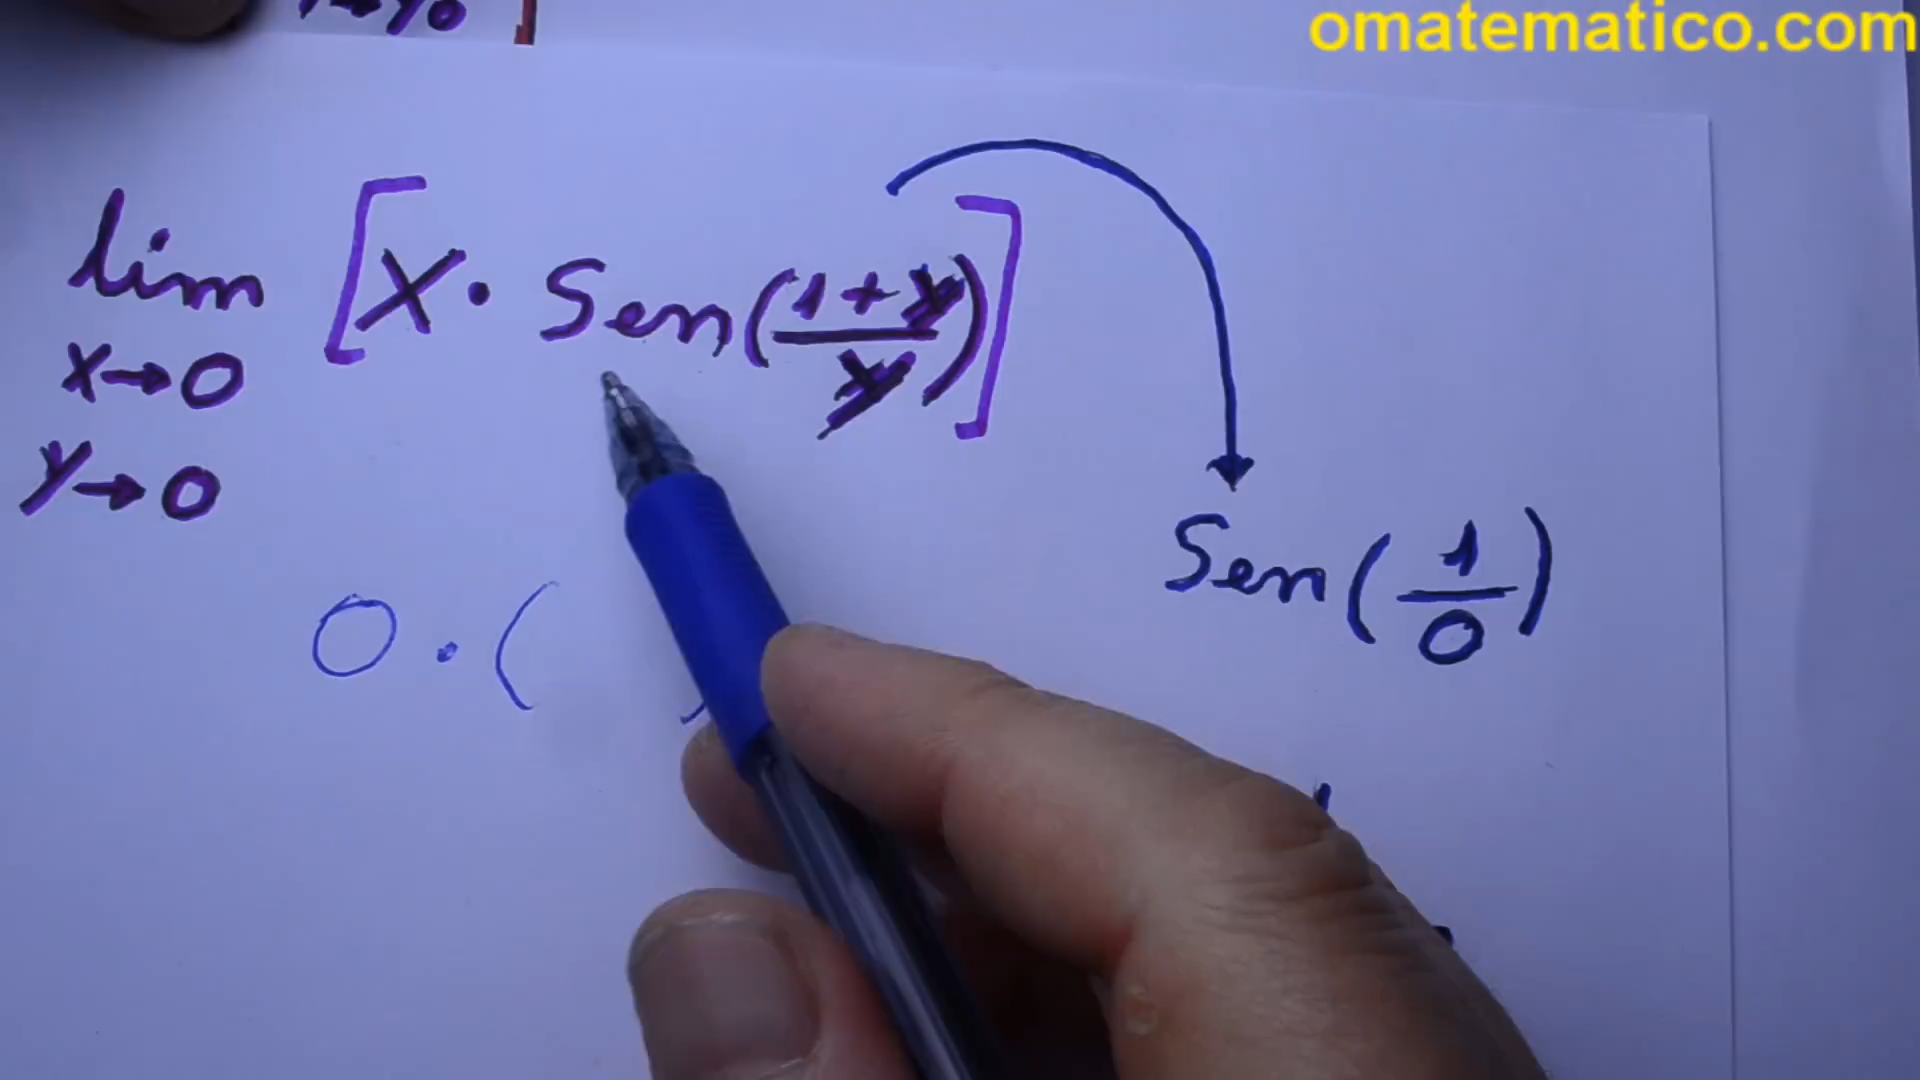 omatematico.com
lim [x · Sen(1+y/y)]
x→0
y→0
Sen(1/0)
0 · ( )